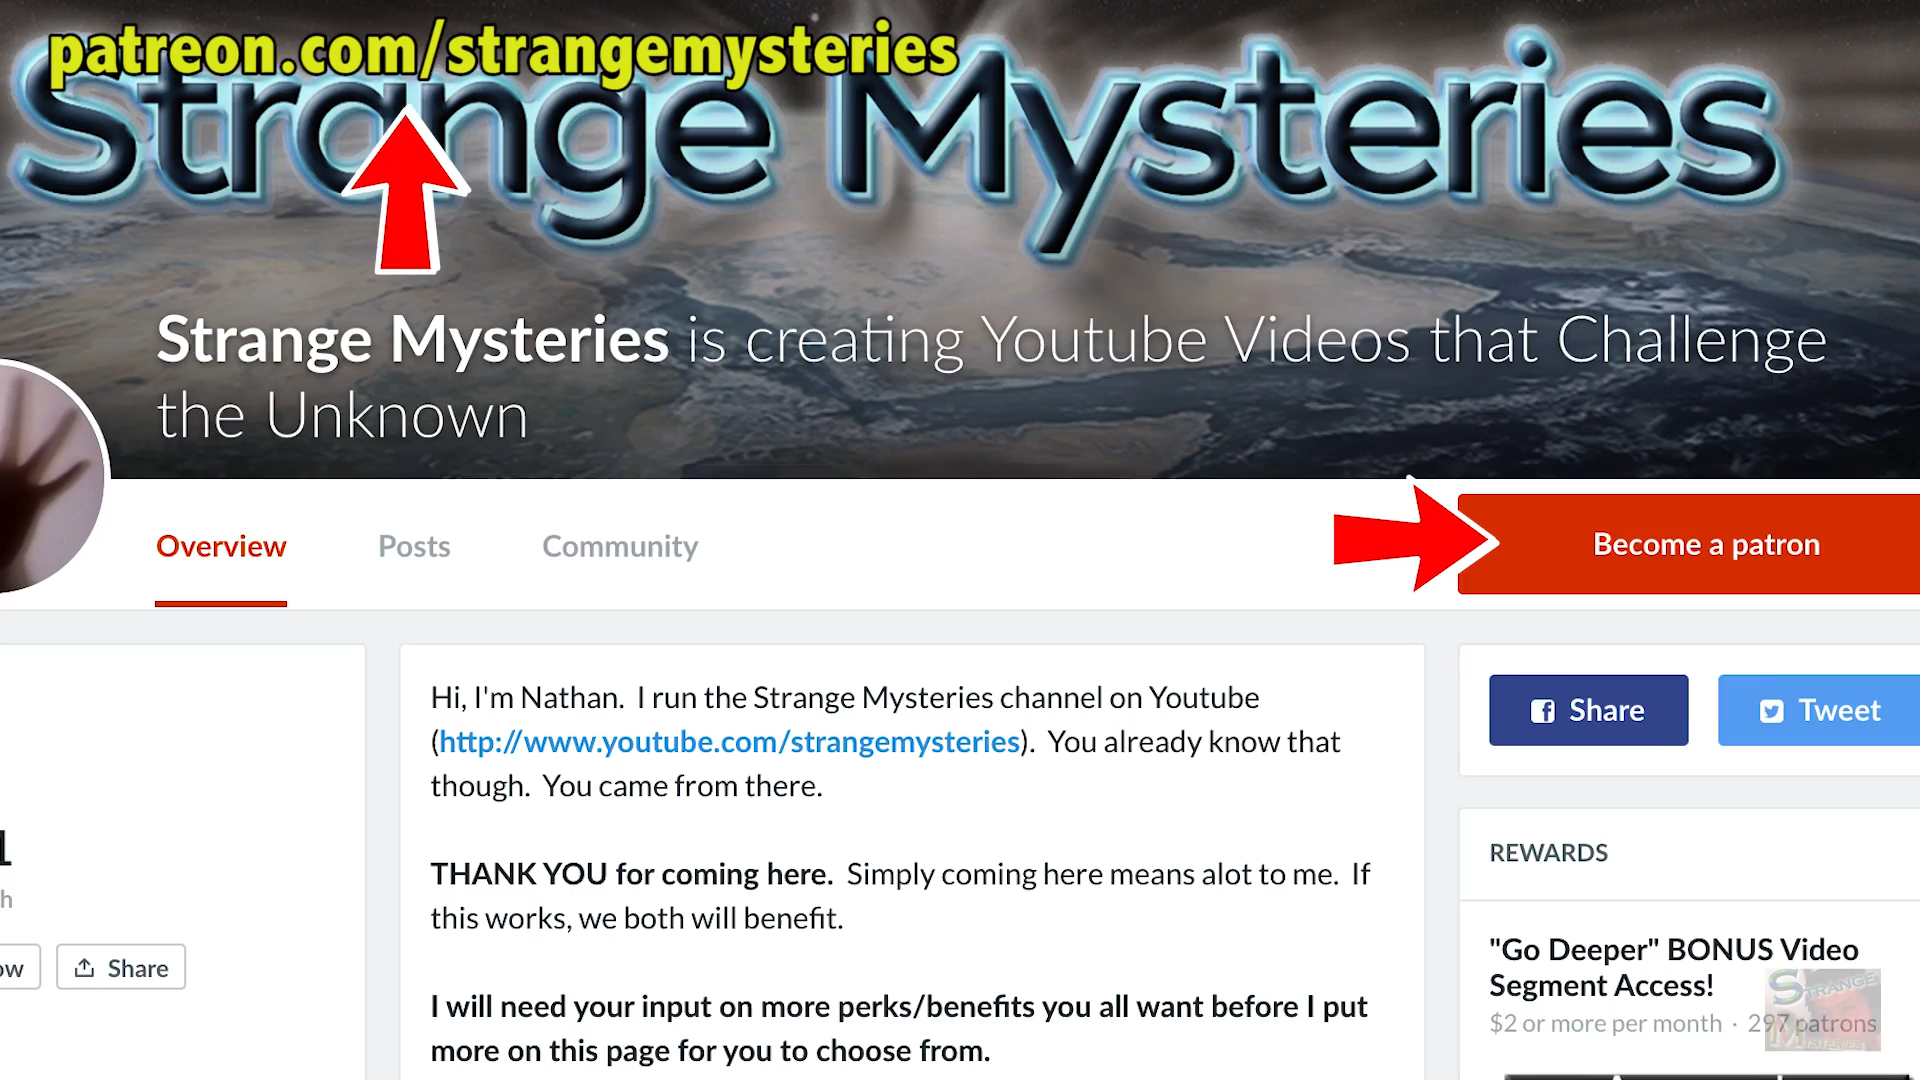 patreon.com/strangemysteries
Strange Mysteries
Strange Mysteries is creating Youtube Videos that Challenge
the Unknown
Overview
Posts
Community
Become a patron
Hi, I'm Nathan. I run the Strange Mysteries channel on Youtube
(http://www.youtube.com/strangemysteries). You already know that
though. You came from there.
THANK YOU for coming here. Simply coming here means alot to me. If
this works, we both will benefit.
I will need your input on more perks/benefits you all want before I put
more on this page for you to choose from.
Share
Share
Tweet
REWARDS
"Go Deeper" BONUS Video
Segment Access!
$2 or more per month · 297 patrons
STRANGE
MYSTERIES